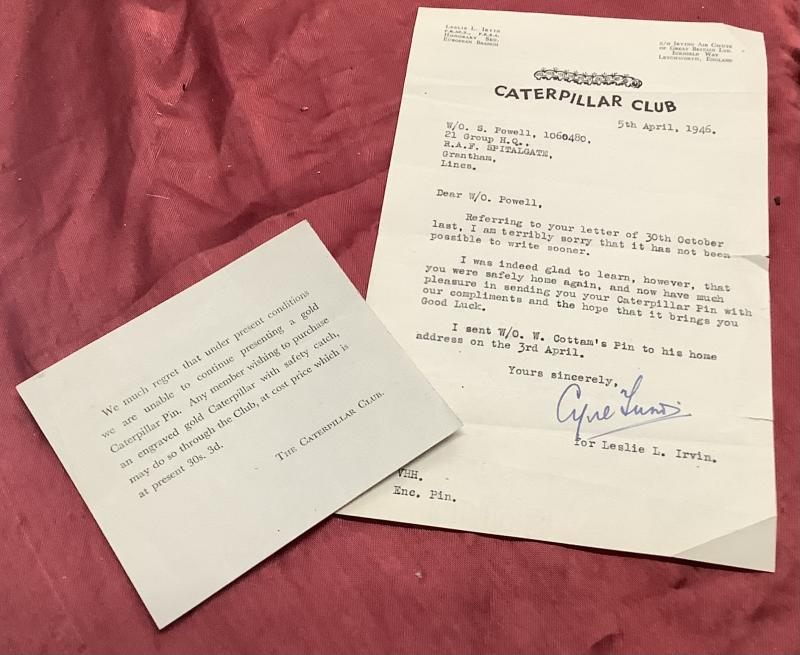 Leslie L. Irvin
F.R.Ae.S., F.R.S.A.
Honorary Sec.
European Branch
c/o Irving Air Chute
of Great Britain Ltd.
Icknield Way
Letchworth, England
CATERPILLAR CLUB
5th April, 1946.
W/O. S. Powell, 1060480,
21 Group H.Q.,
R.A.F. SPITALGATE,
Grantham,
Lincs.
Dear W/O. Powell,
Referring to your letter of 30th October
last, I am terribly sorry that it has not been
possible to write sooner.
I was indeed glad to learn, however, that
you were safely home again, and now have much
pleasure in sending you your Caterpillar Pin with
our compliments and the hope that it brings you
Good Luck.
I sent W/O. W. Cottam's Pin to his home
address on the 3rd April.
Yours sincerely,
for Leslie L. Irvin.
VHH.
Enc. Pin.
We much regret that under present conditions
we are unable to continue presenting a gold
Caterpillar Pin. Any member wishing to purchase
an engraved gold Caterpillar with safety catch,
may do so through the Club, at cost price which is
at present 30s. 3d.
The Caterpillar Club.